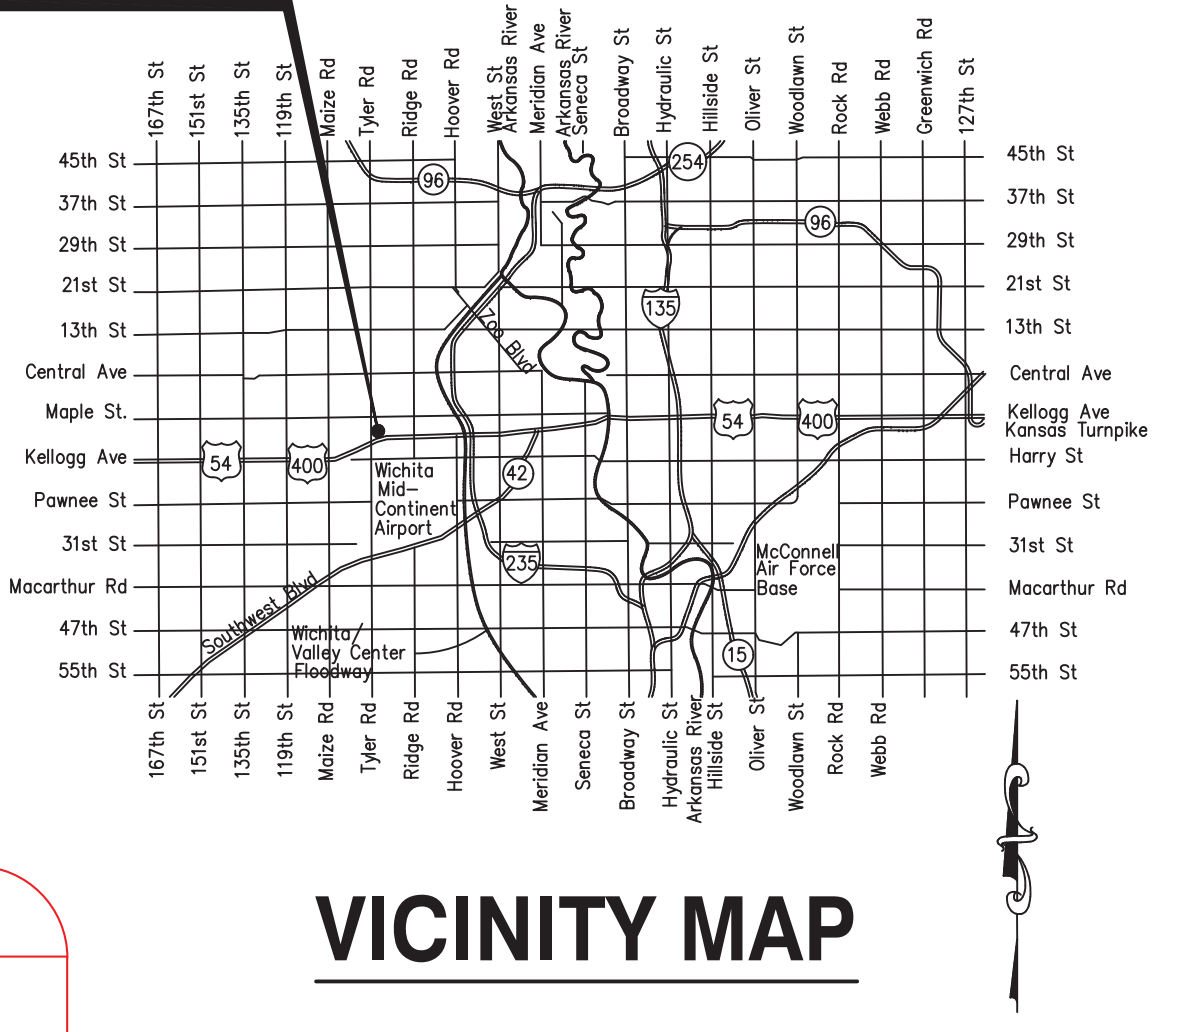 167th St
151st St
135th St
119th St
Maize Rd
Tyler Rd
Ridge Rd
Hoover Rd
West St
Arkansas River
Meridian Ave
Arkansas River
Seneca St
Broadway St
Hydraulic St
Hillside St
Oliver St
Woodlawn St
Rock Rd
Webb Rd
Greenwich Rd
127th St
45th St
254
45th St
96
37th St
37th St
96
29th St
29th St
21st St
21st St
135
13th St
Zoo Blvd
13th St
Central Ave
Central Ave
Maple St.
54
400
Kellogg Ave
Kansas Turnpike
Kellogg Ave
54
400
Harry St
Wichita
Mid-
Continent
Airport
42
Pawnee St
Pawnee St
31st St
31st St
235
McConnell
Air Force
Base
Macarthur Rd
Macarthur Rd
Southwest Blvd
47th St
47th St
Wichita/
Valley Center
Floodway
15
55th St
55th St
167th St
151st St
135th St
119th St
Maize Rd
Tyler Rd
Ridge Rd
Hoover Rd
West St
Meridian Ave
Seneca St
Broadway St
Hydraulic St
Arkansas River
Hillside St
Oliver St
Woodlawn St
Rock Rd
Webb Rd
VICINITY MAP